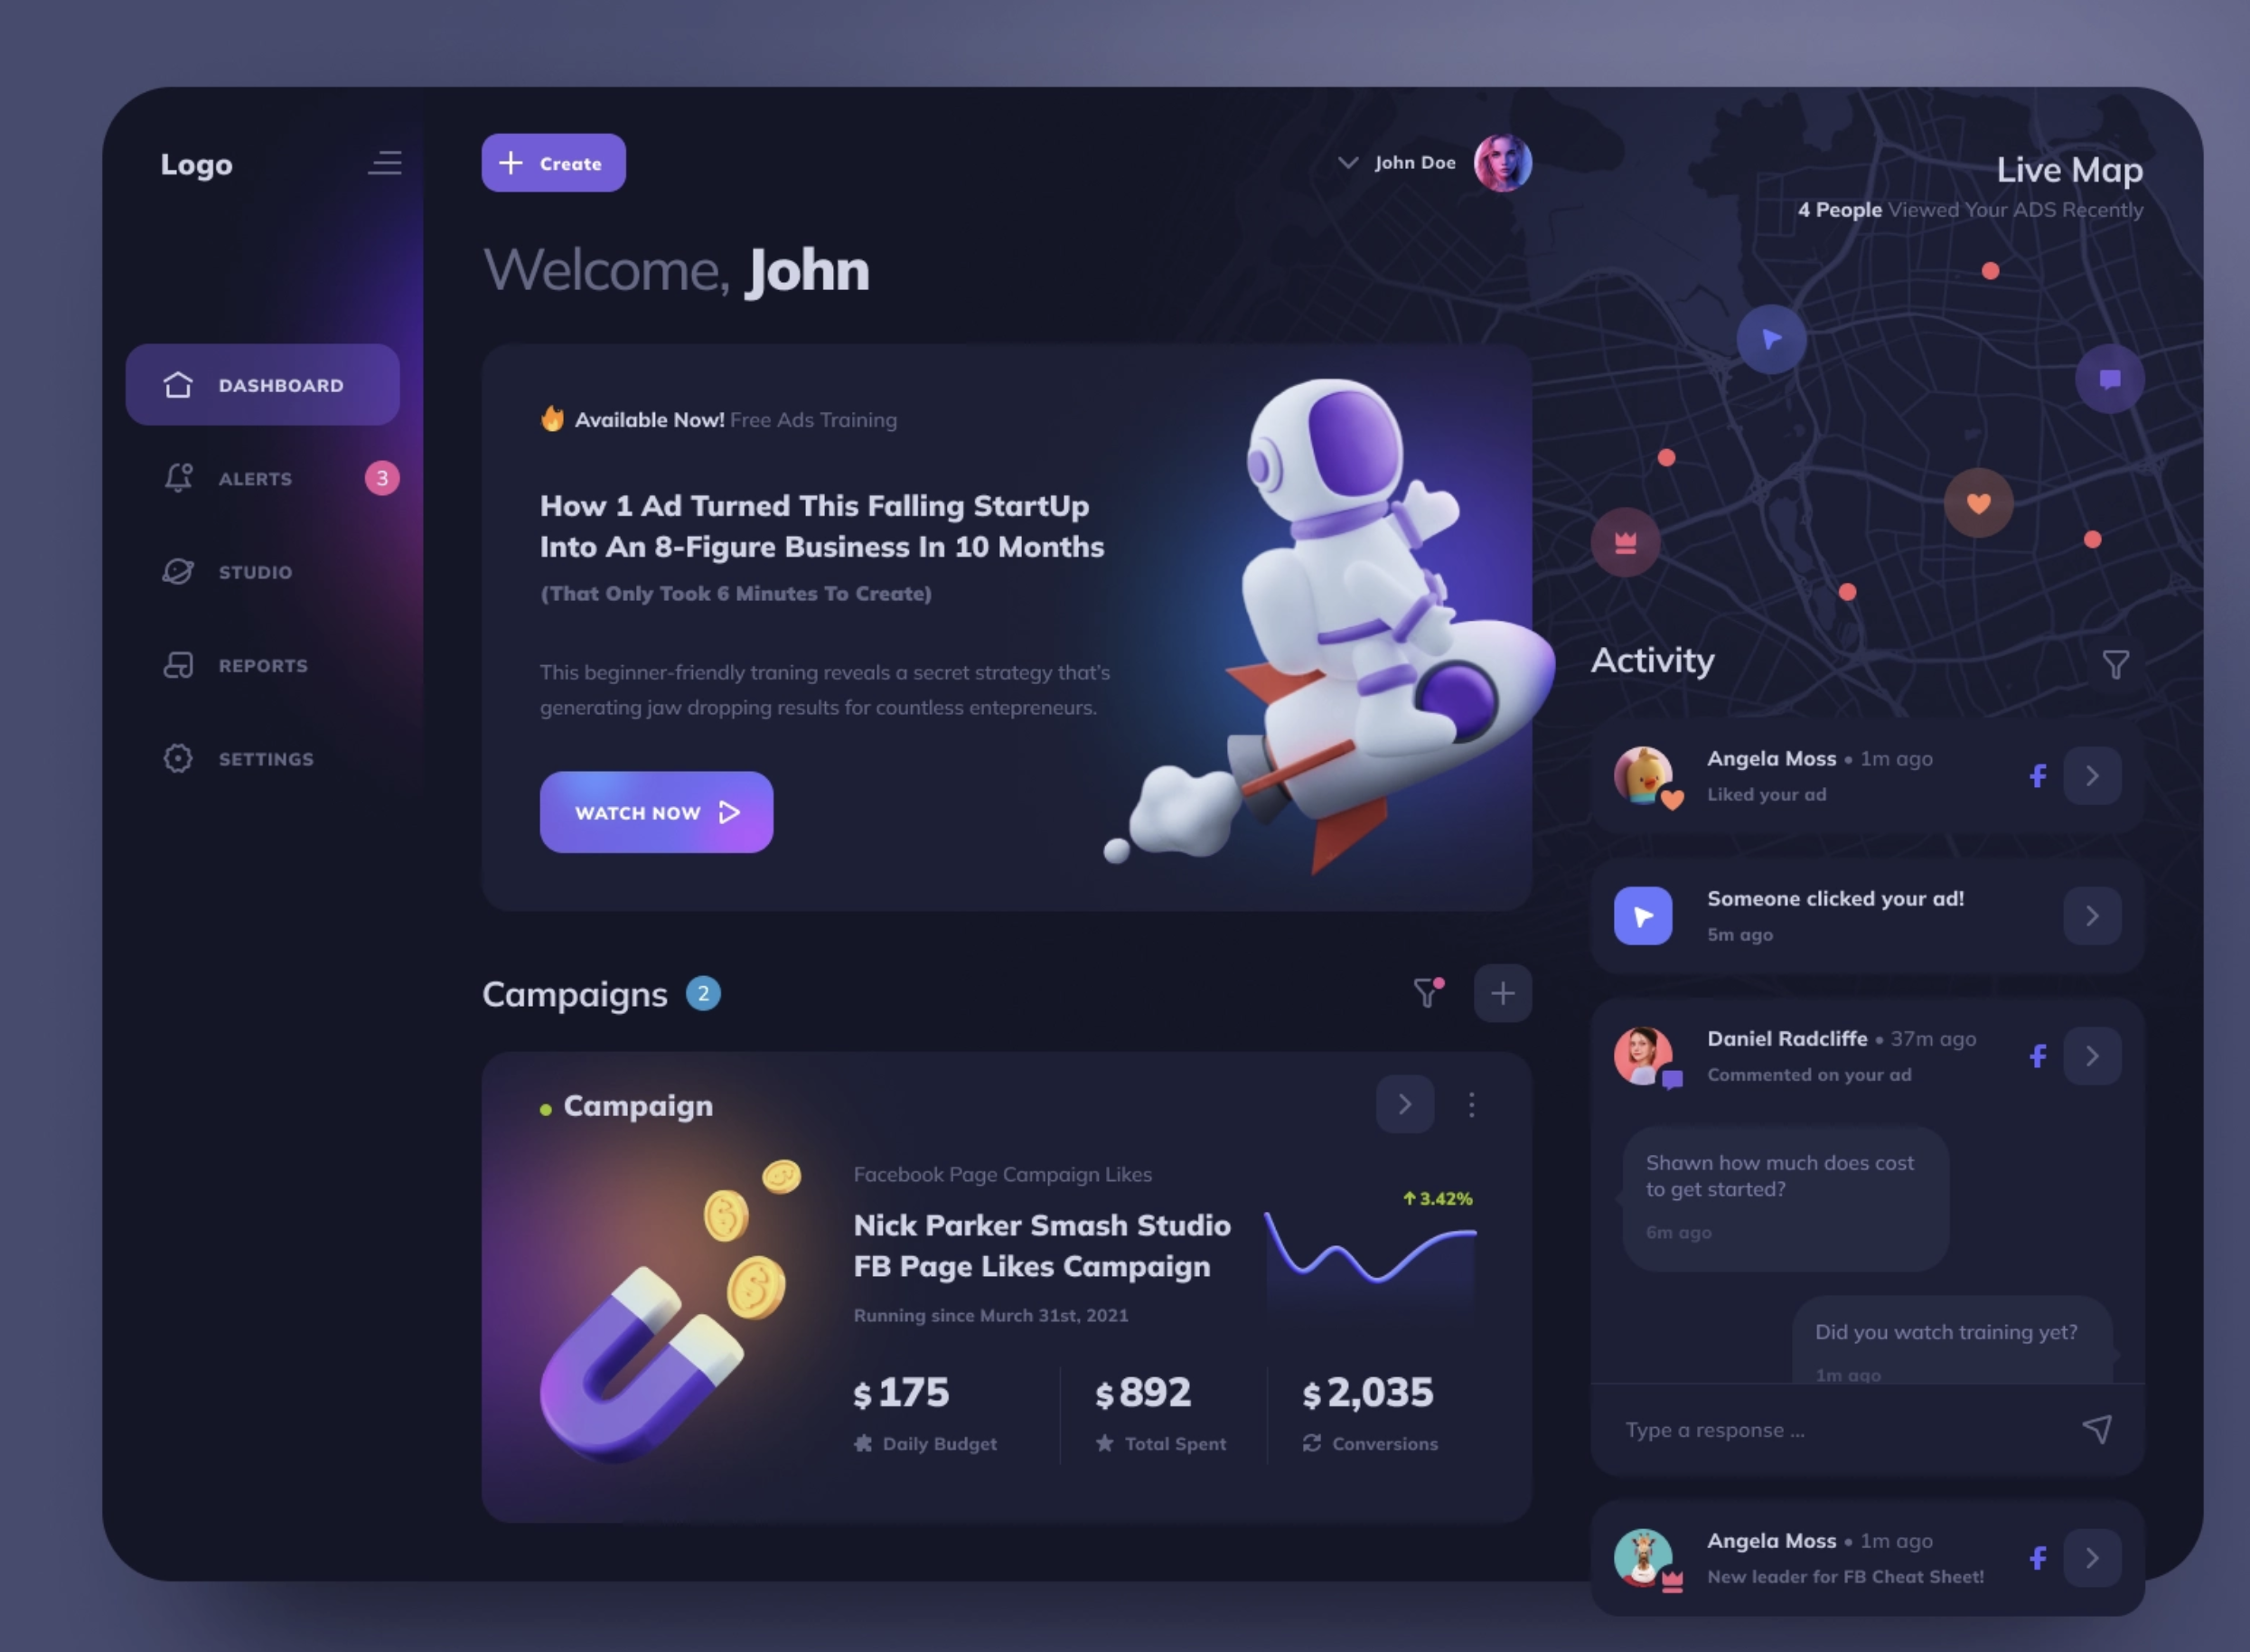 Logo
DASHBOARD
ALERTS
3
STUDIO
REPORTS
SETTINGS
Create
John Doe
Welcome, John
Available Now! Free Ads Training
How 1 Ad Turned This Falling StartUp
Into An 8-Figure Business In 10 Months
(That Only Took 6 Minutes To Create)
This beginner-friendly traning reveals a secret strategy that's
generating jaw dropping results for countless entepreneurs.
WATCH NOW
Campaigns 2
Campaign
Facebook Page Campaign Likes
Nick Parker Smash Studio
FB Page Likes Campaign
Running since Murch 31st, 2021
3.42%
$ 175
Daily Budget
$ 892
Total Spent
$ 2,035
Conversions
Live Map
4 People Viewed Your ADS Recently
Activity
Angela Moss • 1m ago
Liked your ad
Someone clicked your ad!
5m ago
Daniel Radcliffe • 37m ago
Commented on your ad
Shawn how much does cost
to get started?
6m ago
Did you watch training yet?
1m ago
Type a response ...
Angela Moss • 1m ago
New leader for FB Cheat Sheet!